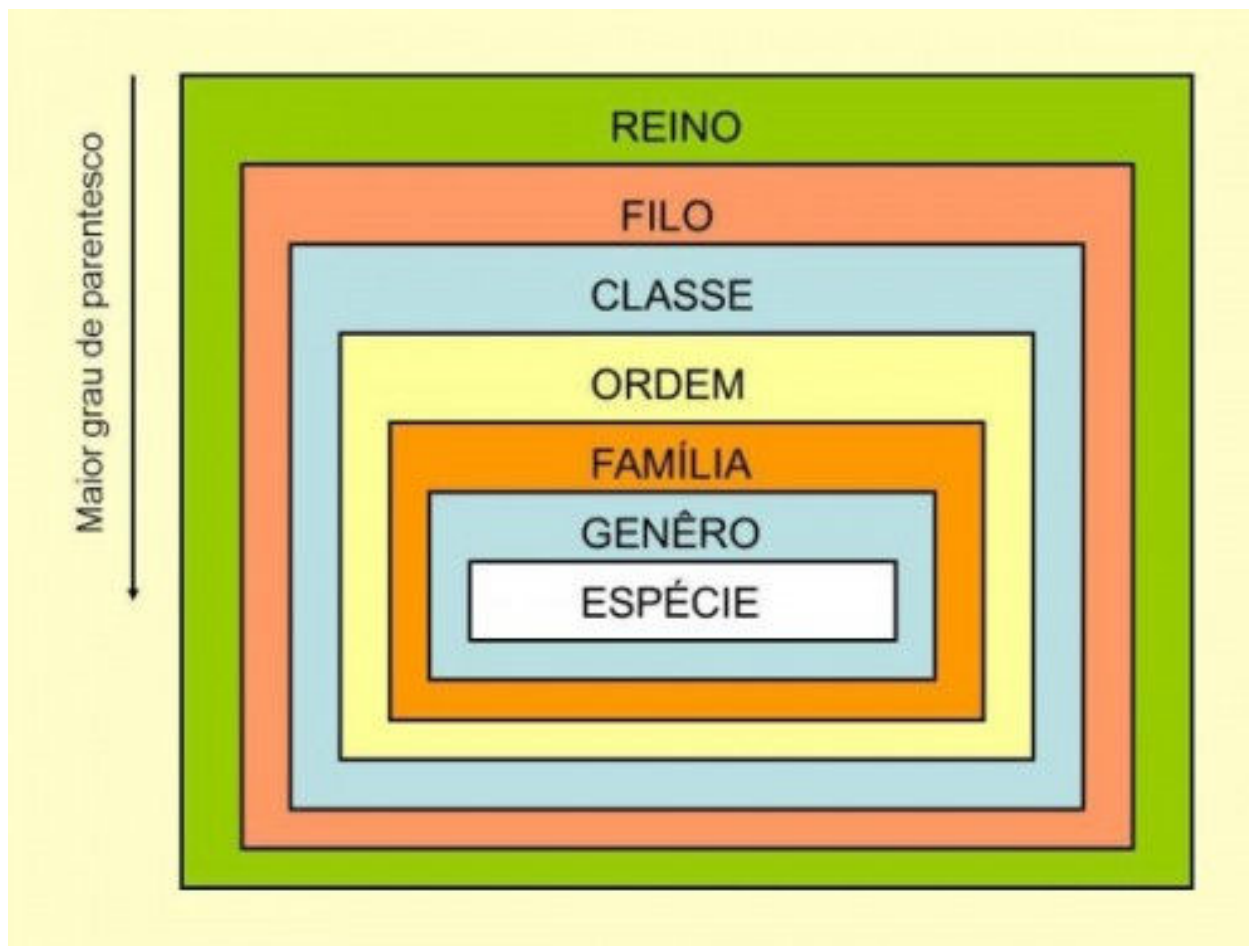 Maior grau de parentesco
REINO
FILO
CLASSE
ORDEM
FAMÍLIA
GENÊRO
ESPÉCIE